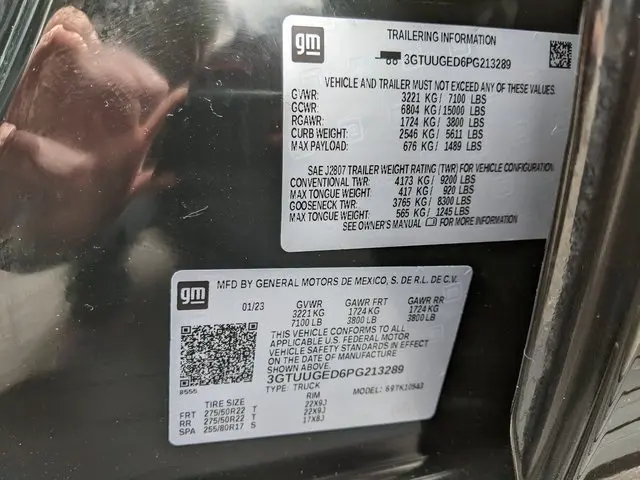 gm
TRAILERING INFORMATION
3GTUUGED6PG213289
VEHICLE AND TRAILER MUST NOT EXCEED ANY OF THESE VALUES.
GVWR: 3221 KG / 7100 LBS
GCWR: 6804 KG / 15000 LBS
RGAWR: 1724 KG / 3800 LBS
CURB WEIGHT: 2546 KG / 5611 LBS
MAX PAYLOAD: 676 KG / 1489 LBS
SAE J2807 TRAILER WEIGHT RATING (TWR) FOR VEHICLE CONFIGURATION
CONVENTIONAL TWR: 4173 KG / 9200 LBS
MAX TONGUE WEIGHT: 417 KG / 920 LBS
GOOSENECK TWR: 3765 KG / 8300 LBS
MAX TONGUE WEIGHT: 565 KG / 1245 LBS
SEE OWNER'S MANUAL FOR MORE INFORMATION
gm
MFD BY GENERAL MOTORS DE MEXICO, S. DE R.L. DE C.V.
01/23 GVWR GAWR FRT GAWR RR
3221 KG 1724 KG 1724 KG
7100 LB 3800 LB 3800 LB
THIS VEHICLE CONFORMS TO ALL
APPLICABLE U.S. FEDERAL MOTOR
VEHICLE SAFETY STANDARDS IN EFFECT
ON THE DATE OF MANUFACTURE
SHOWN ABOVE.
3GTUUGED6PG213289
TYPE: TRUCK MODEL:
TIRE SIZE RIM
FRT 275/50R22 T 22X9J
RR 275/50R22 T 22X9J
SPA 255/80R17 S 17X8J